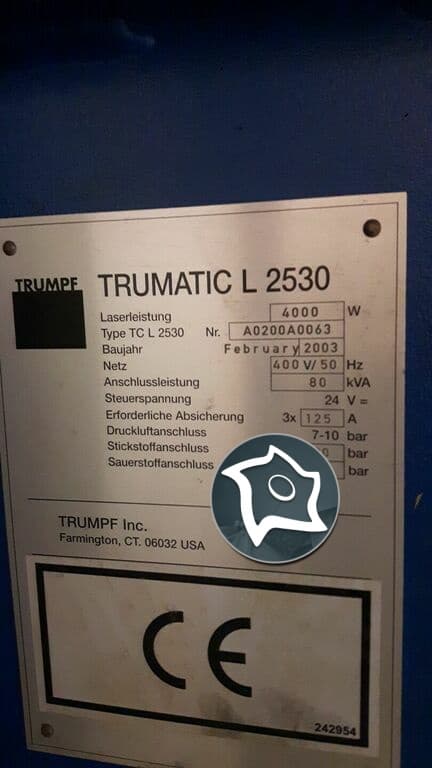 TRUMPF
TRUMATIC L 2530
Laserleistung 4000 W
Type TC L 2530 Nr. A0200A0063
Baujahr February 2003
Netz 400 V/50 Hz
Anschlussleistung 80 kVA
Steuerspannung 24 V =
Erforderliche Absicherung 3x 125 A
Druckluftanschluss 7-10 bar
Stickstoffanschluss bar
Sauerstoffanschluss bar
TRUMPF Inc.
Farmington, CT. 06032 USA
CE
242954